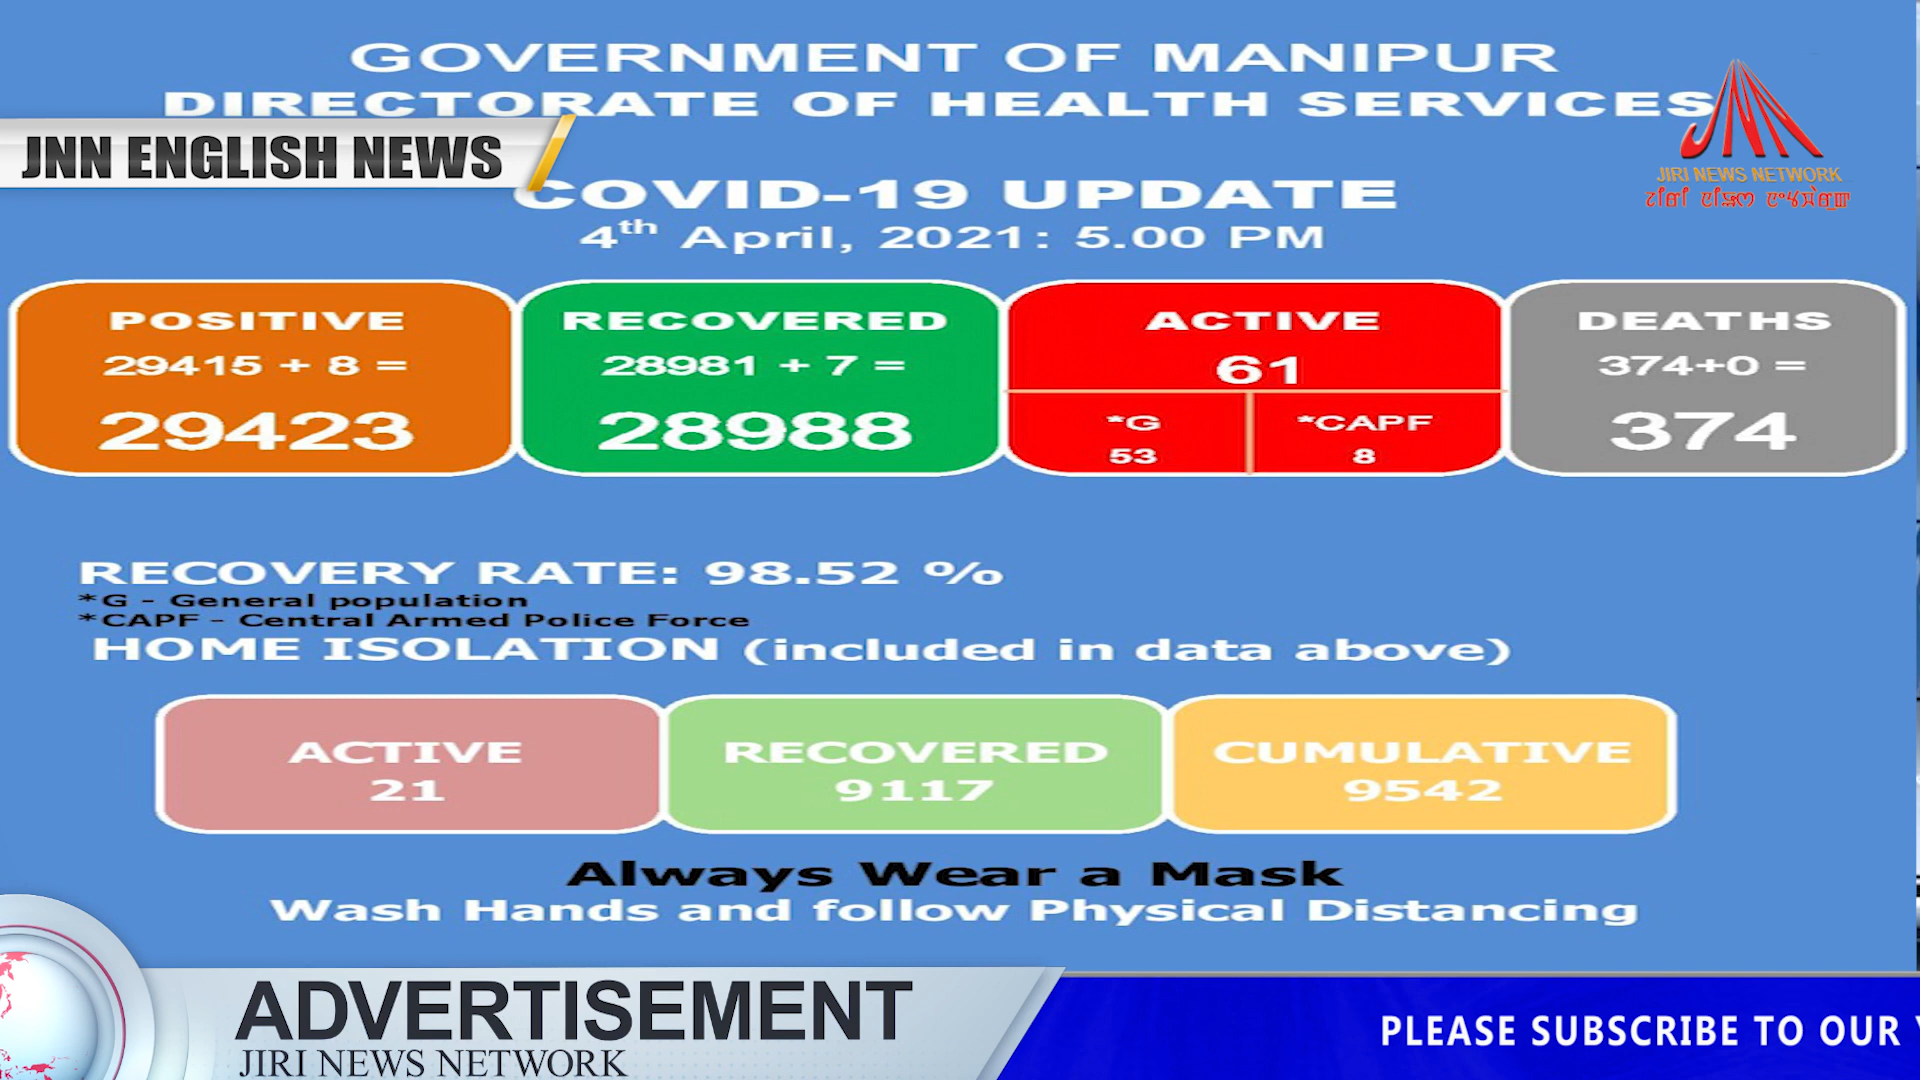 GOVERNMENT OF MANIPUR
DIRECTORATE OF HEALTH SERVICES
JNN ENGLISH NEWS
JNN
JIRI NEWS NETWORK
COVID-19 UPDATE
4th April, 2021: 5.00 PM
POSITIVE
29415 + 8 =
29423
RECOVERED
28981 + 7 =
28988
ACTIVE
61
*G
53
*CAPF
8
DEATHS
374+0 =
374
RECOVERY RATE: 98.52 %
*G - General population
*CAPF - Central Armed Police Force
HOME ISOLATION (included in data above)
ACTIVE
21
RECOVERED
9117
CUMULATIVE
9542
Always Wear a Mask
Wash Hands and follow Physical Distancing
ADVERTISEMENT
JIRI NEWS NETWORK
PLEASE SUBSCRIBE TO OUR